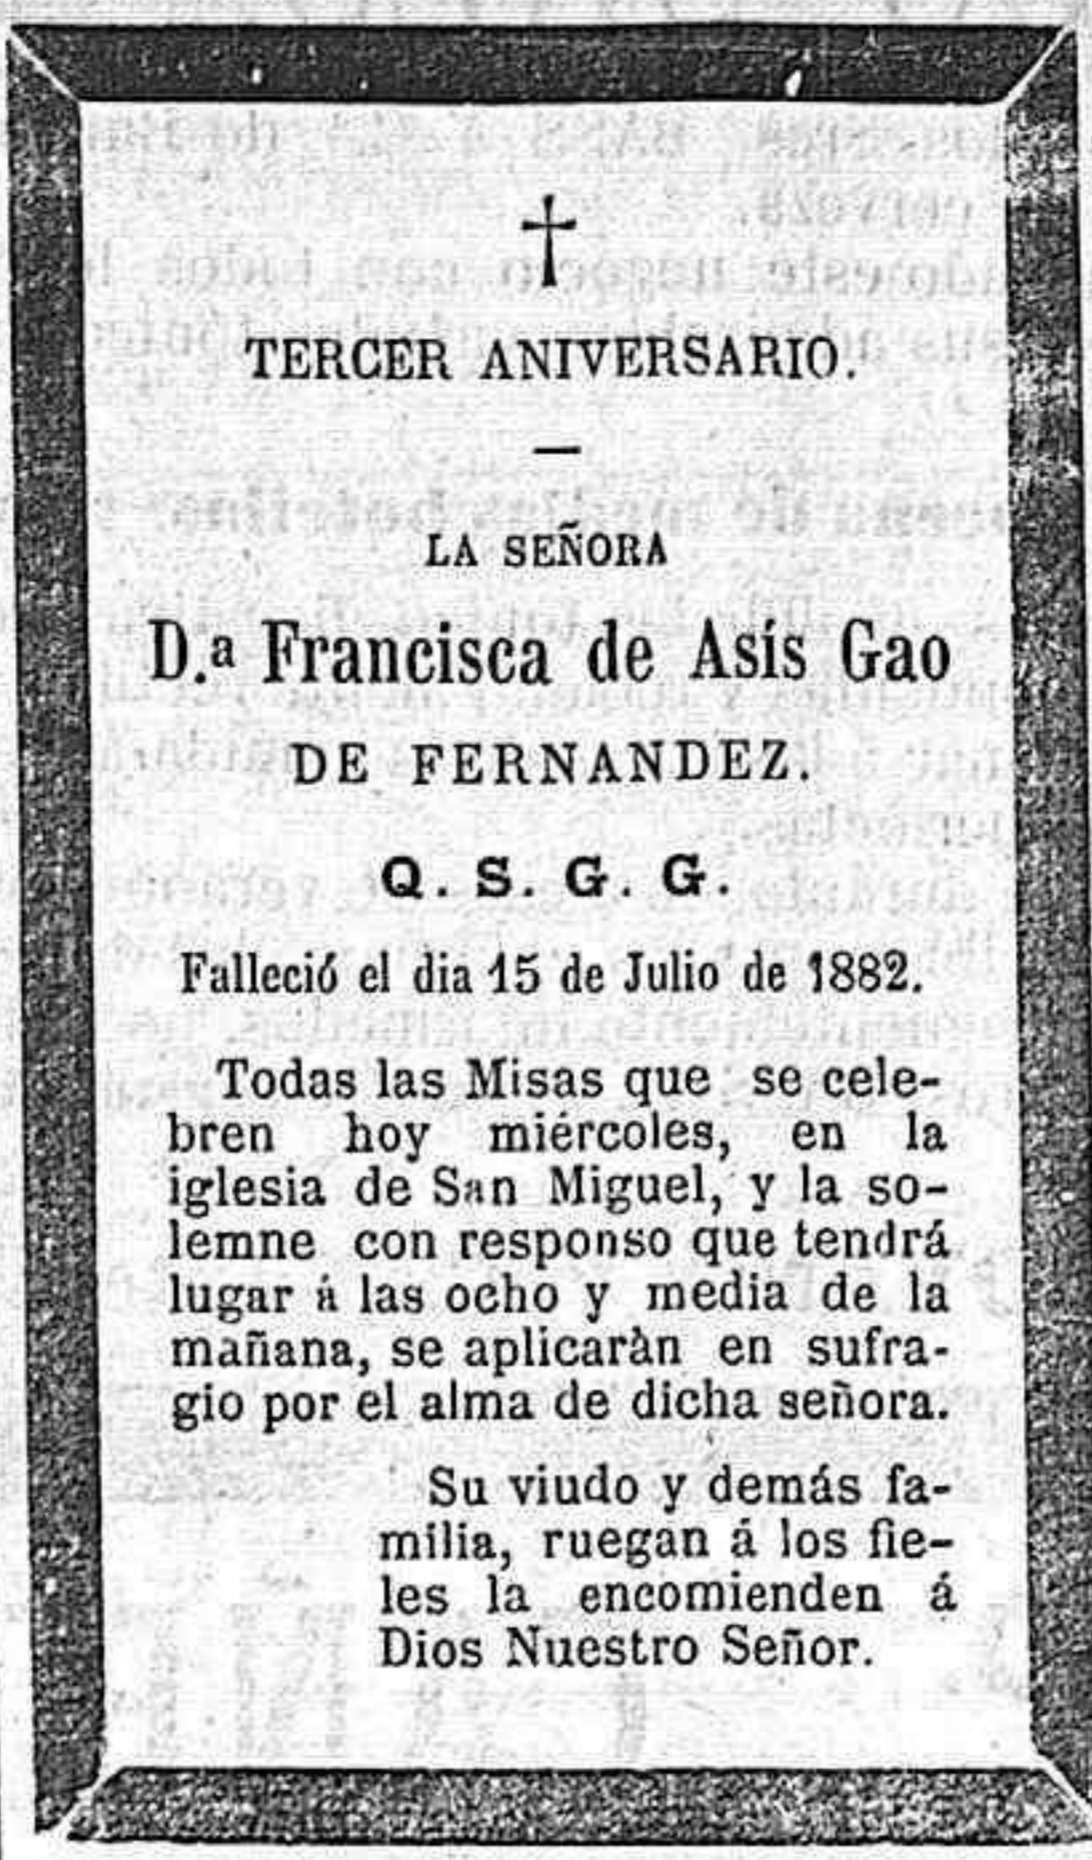 †
TERCER ANIVERSARIO.
—
LA SEÑORA
D.ª Francisca de Asís Gao
DE FERNANDEZ.
Q. S. G. G.
Falleció el dia 15 de Julio de 1882.
Todas las Misas que se cele-
bren hoy miércoles, en la
iglesia de San Miguel, y la so-
lemne con responso que tendrá
lugar á las ocho y media de la
mañana, se aplicaràn en sufra-
gio por el alma de dicha señora.
Su viudo y demás fa-
milia, ruegan á los fie-
les la encomienden á
Dios Nuestro Señor.